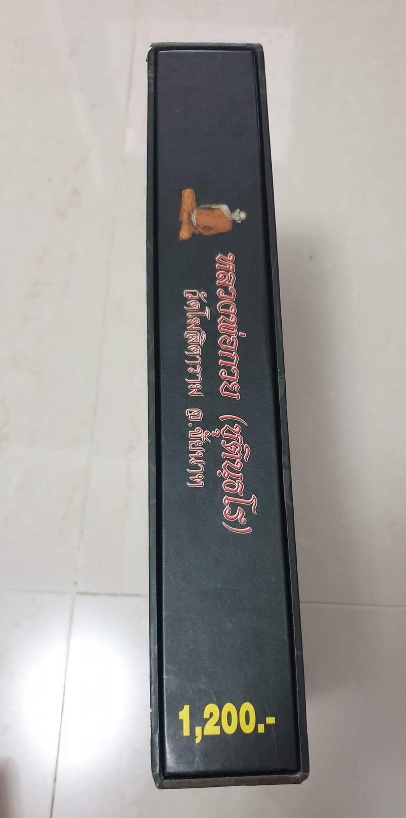 หลวงพ่อกวย (ชุตินฺธโร)
วัดโฆสิตาราม จ.ชัยนาท
1,200.-